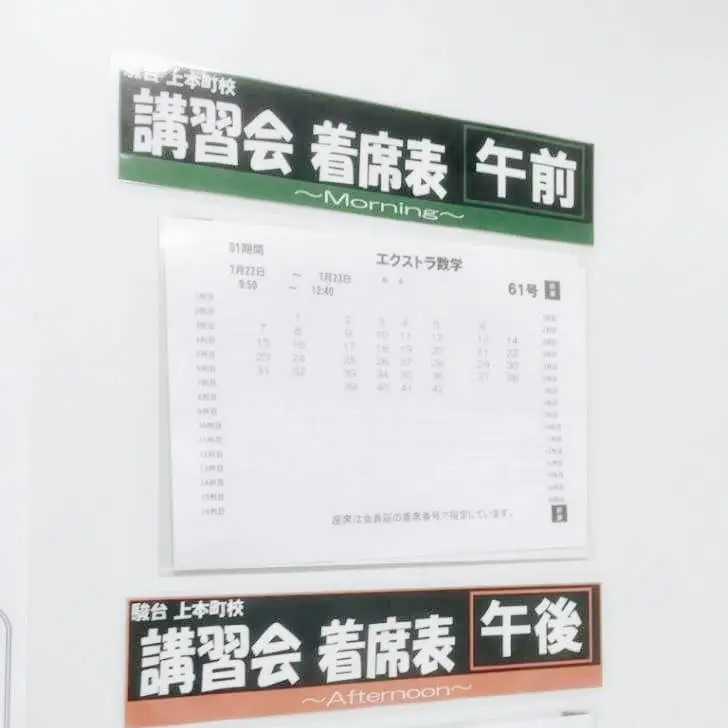 駿台 上本町校
講習会 着席表 午前
〜Morning〜
01期間
エクストラ数学
7月22日 〜 7月23日
9:50 〜 12:40
61号
1 2 3 4 5 6
7 8 9 10 11 12 13 14
15 16 17 18 19 20 21 22
23 24 25 26 27 28 29 30
31 32 33 34 35 36 37 38
39 40 41 42
座席は会員証の着席番号で指定しています。
駿台 上本町校
講習会 着席表 午後
〜Afternoon〜